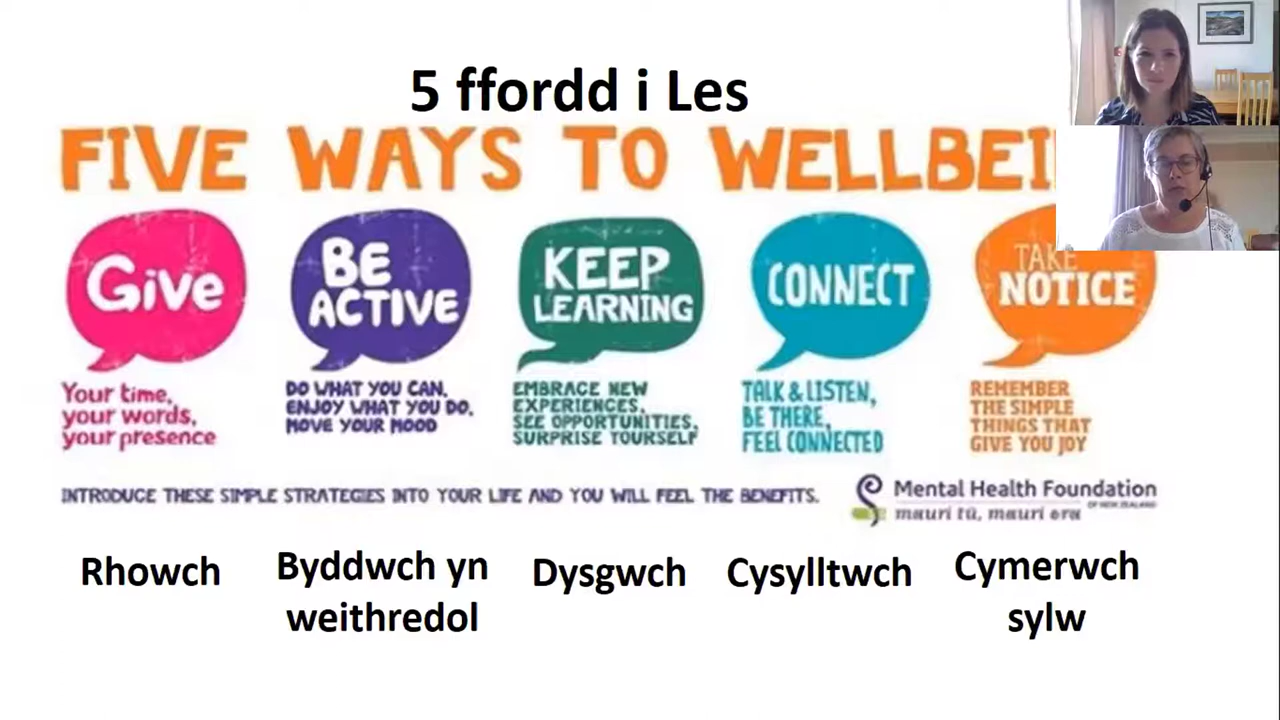 5 ffordd i Les
FIVE WAYS TO WELLBEI
Give
BE
ACTIVE
KEEP
LEARNING
CONNECT
TAKE
NOTICE
Your time,
your words,
your presence
DO WHAT YOU CAN,
ENJOY WHAT YOU DO,
MOVE YOUR MOOD
EMBRACE NEW
EXPERIENCES,
SEE OPPORTUNITIES,
SURPRISE YOURSELF
TALK & LISTEN,
BE THERE,
FEEL CONNECTED
REMEMBER
THE SIMPLE
THINGS THAT
GIVE YOU JOY
INTRODUCE THESE SIMPLE STRATEGIES INTO YOUR LIFE AND YOU WILL FEEL THE BENEFITS.
Mental Health Foundation
OF NEW ZEALAND
mauri tū, mauri ora
Rhowch
Byddwch yn
weithredol
Dysgwch
Cysylltwch
Cymerwch
sylw